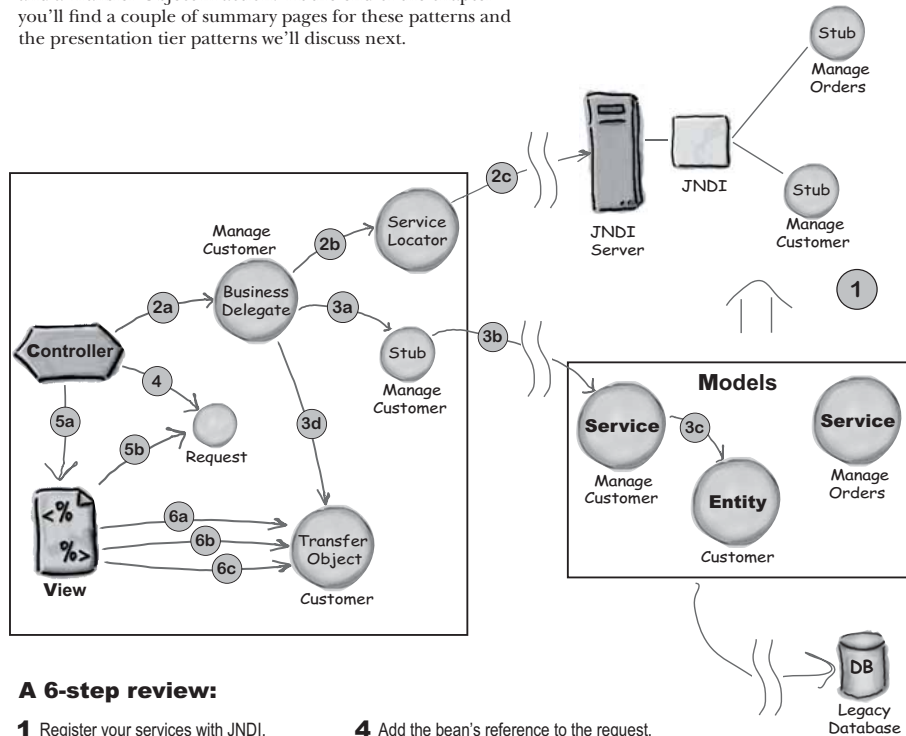 you'll find a couple of summary pages for these patterns and
the presentation tier patterns we'll discuss next.
Stub
Manage
Orders
JNDI
JNDI
Server
Stub
Manage
Customer
1
2c
Service
Locator
Manage
Customer
2b
Business
Delegate
2a
3a
Stub
Manage
Customer
3b
Controller
4
Request
5a
5b
3d
<%
%>
View
6a
6b
6c
Transfer
Object
Customer
Models
Service
Manage
Customer
3c
Entity
Customer
Service
Manage
Orders
DB
Legacy
Database
A 6-step review:
1 Register your services with JNDI.
4 Add the bean's reference to the request.